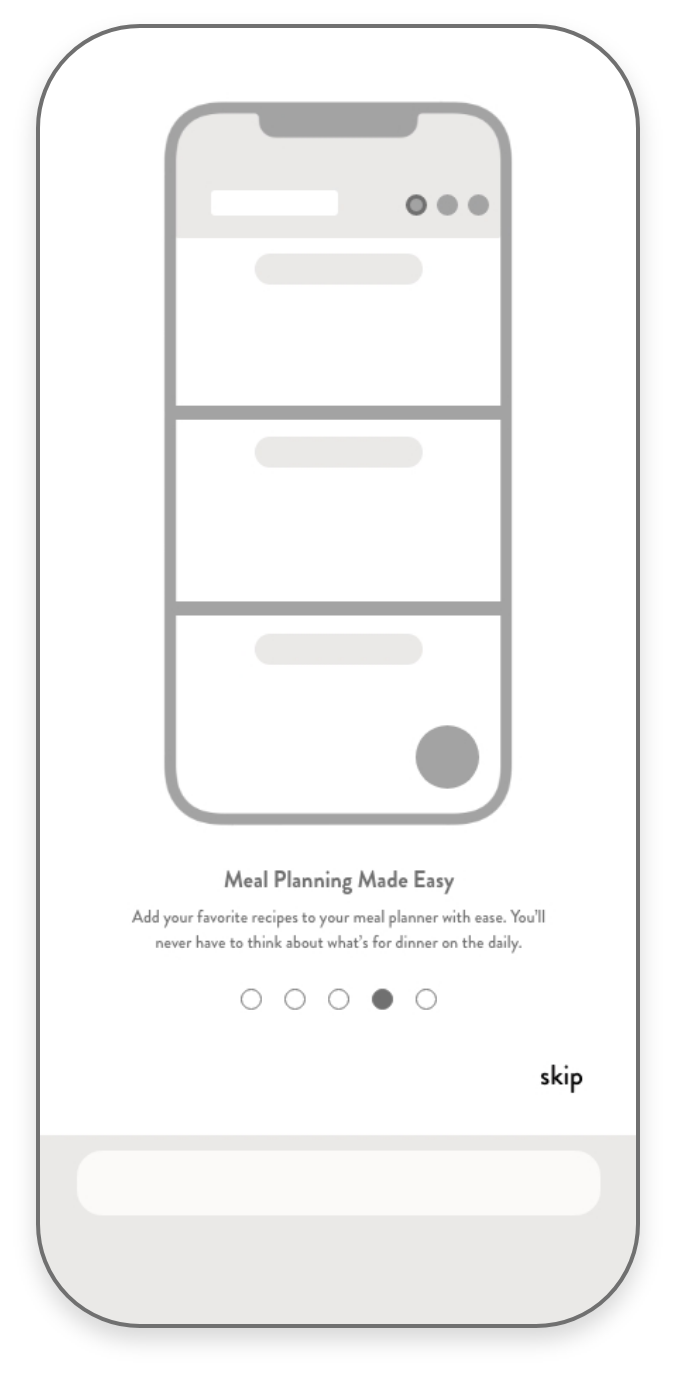 Meal Planning Made Easy
Add your favorite recipes to your meal planner with ease. You’ll
never have to think about what’s for dinner on the daily.
skip